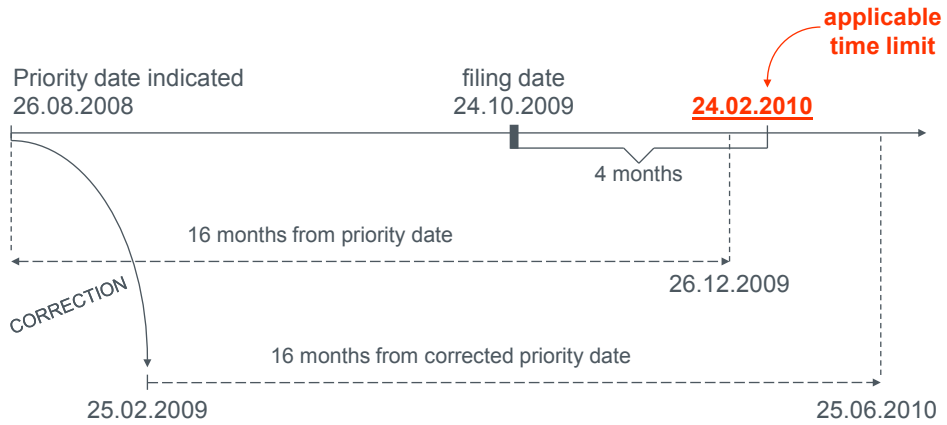 applicable
time limit
Priority date indicated
26.08.2008
filing date
24.10.2009
24.02.2010
4 months
16 months from priority date
26.12.2009
CORRECTION
16 months from corrected priority date
25.02.2009
25.06.2010